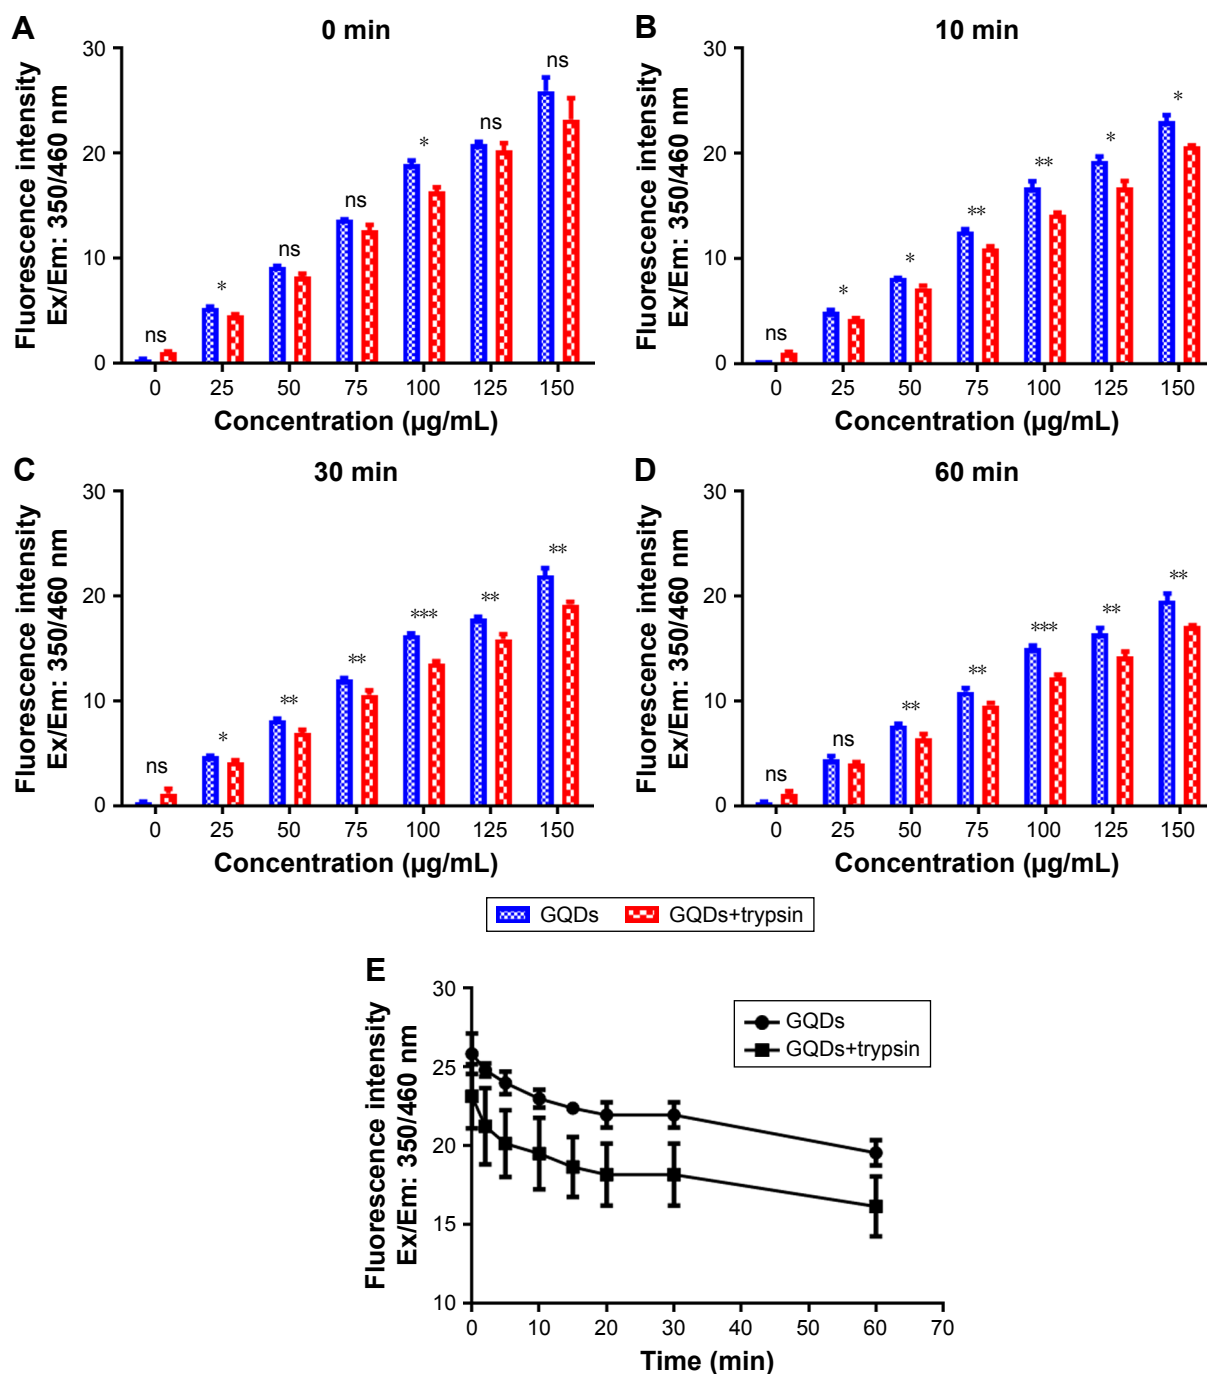 A
0 min
Fluorescence intensity
Ex/Em: 350/460 nm
30
20
10
0
ns
*
ns
ns
*
ns
ns
0 25 50 75 100 125 150
Concentration (µg/mL)
B
10 min
Fluorescence intensity
Ex/Em: 350/460 nm
30
20
10
0
ns
*
*
**
**
*
*
0 25 50 75 100 125 150
Concentration (µg/mL)
C
30 min
Fluorescence intensity
Ex/Em: 350/460 nm
30
20
10
0
ns
*
**
**
***
**
**
0 25 50 75 100 125 150
Concentration (µg/mL)
D
60 min
Fluorescence intensity
Ex/Em: 350/460 nm
30
20
10
0
ns
ns
**
**
***
**
**
0 25 50 75 100 125 150
Concentration (µg/mL)
GQDs GQDs+trypsin
E
Fluorescence intensity
Ex/Em: 350/460 nm
30
25
20
15
10
GQDs
GQDs+trypsin
0 10 20 30 40 50 60 70
Time (min)